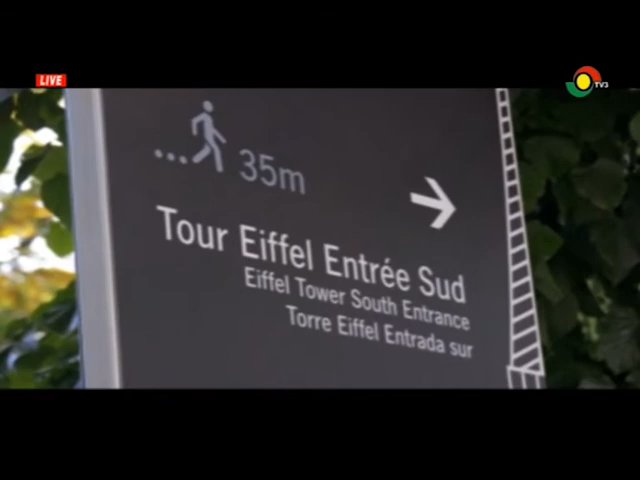 LIVE
TV3
35m
Tour Eiffel Entrée Sud
Eiffel Tower South Entrance
Torre Eiffel Entrada sur